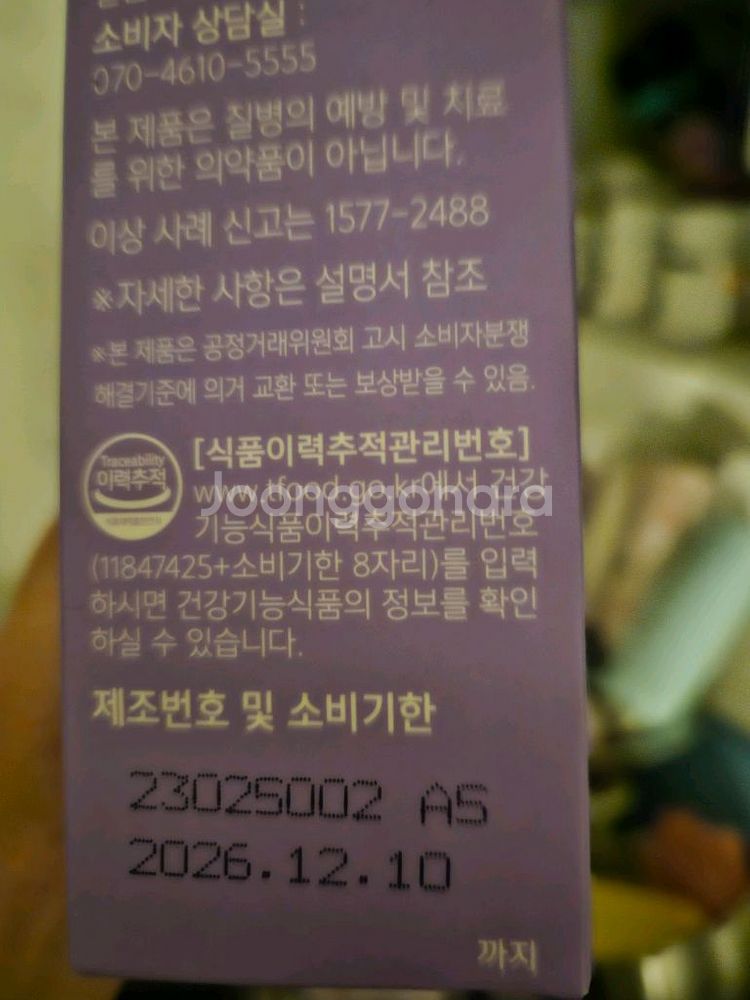 소비자 상담실 :
070-4610-5555
본 제품은 질병의 예방 및 치료
를 위한 의약품이 아닙니다.
이상 사례 신고는 1577-2488
※자세한 사항은 설명서 참조
※본 제품은 공정거래위원회 고시 소비자분쟁
해결기준에 의거 교환 또는 보상받을 수 있음.
Traceability
이력추적
[식품이력추적관리번호]
www.tfood.go.kr에서 건강
기능식품이력추적관리번호
(11847425+소비기한 8자리)를 입력
하시면 건강기능식품의 정보를 확인
하실 수 있습니다.
Joonggonara
제조번호 및 소비기한
23025002 A5
2026.12.10
까지